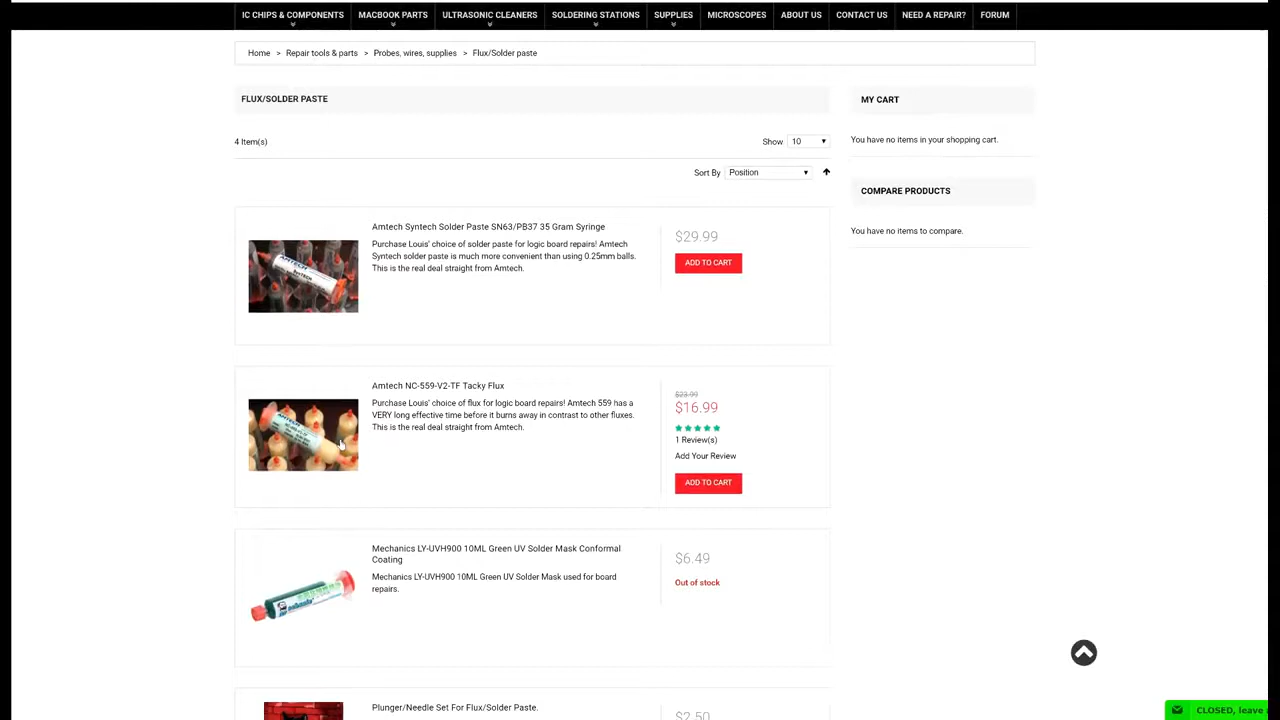 IC CHIPS & COMPONENTS MACBOOK PARTS ULTRASONIC CLEANERS SOLDERING STATIONS SUPPLIES MICROSCOPES ABOUT US CONTACT US NEED A REPAIR? FORUM
Home > Repair tools & parts > Probes, wires, supplies > Flux/Solder paste
FLUX/SOLDER PASTE
4 Item(s)
Show 10
Sort By Position
Amtech Syntech Solder Paste SN63/PB37 35 Gram Syringe
Purchase Louis' choice of solder paste for logic board repairs! Amtech
Syntech solder paste is much more convenient than using 0.25mm balls.
This is the real deal straight from Amtech.
$29.99
ADD TO CART
Amtech NC-559-V2-TF Tacky Flux
Purchase Louis' choice of flux for logic board repairs! Amtech 559 has a
VERY long effective time before it burns away in contrast to other fluxes.
This is the real deal straight from Amtech.
$23.99
$16.99
1 Review(s)
Add Your Review
ADD TO CART
Mechanics LY-UVH900 10ML Green UV Solder Mask Conformal
Coating
Mechanics LY-UVH900 10ML Green UV Solder Mask used for board
repairs.
$6.49
Out of stock
Plunger/Needle Set For Flux/Solder Paste.
$2.50
MY CART
You have no items in your shopping cart.
COMPARE PRODUCTS
You have no items to compare.
CLOSED, leave